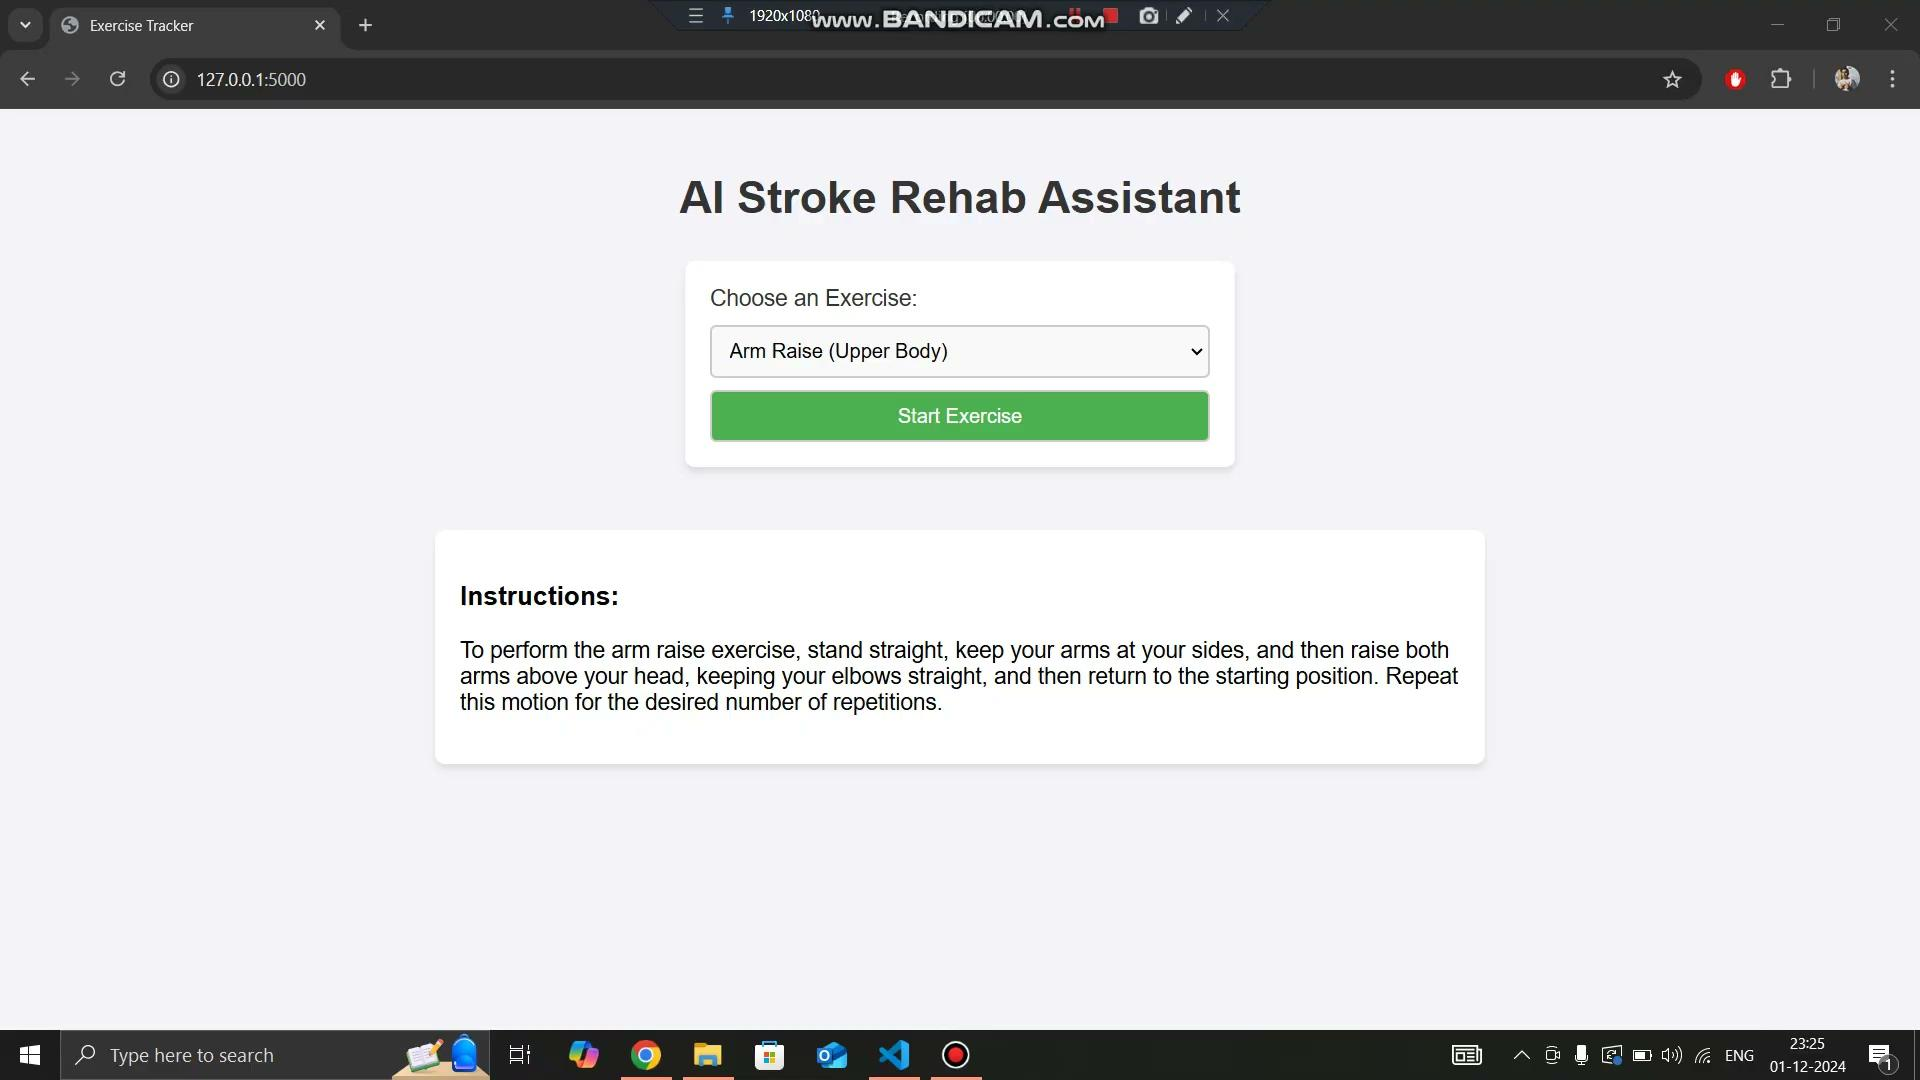 Exercise Tracker
1920x1080
www.BANDICAM.com
127.0.0.1:5000
AI Stroke Rehab Assistant
Choose an Exercise:
Arm Raise (Upper Body)
Start Exercise
Instructions:
To perform the arm raise exercise, stand straight, keep your arms at your sides, and then raise both
arms above your head, keeping your elbows straight, and then return to the starting position. Repeat
this motion for the desired number of repetitions.
Type here to search
ENG
23:25
01-12-2024
1